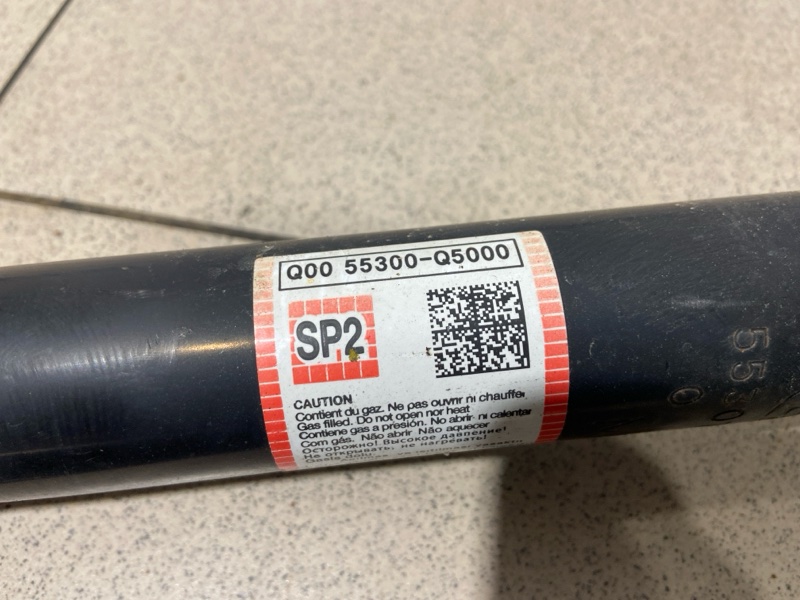 Q00 55300-Q5000
SP2
CAUTION
Contient du gaz. Ne pas ouvrir ni chauffer
Gas filled. Do not open nor heat
Contiene gas a presión. No abrir ni calentar
Com gás. Não abrir Não aquecer
Осторожно! Высокое давление!
Не открывать, не нагревать!
5530
C